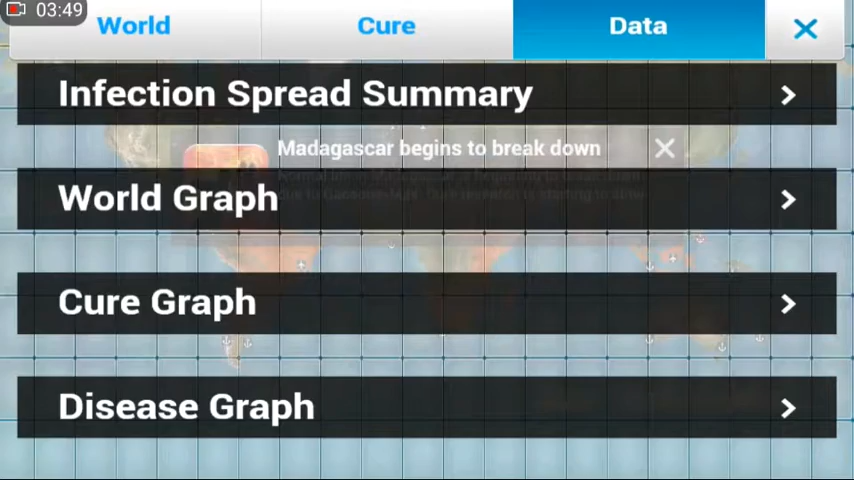 03:49
World
Cure
Data
Infection Spread Summary
Madagascar begins to break down
World Graph
Cure Graph
Disease Graph